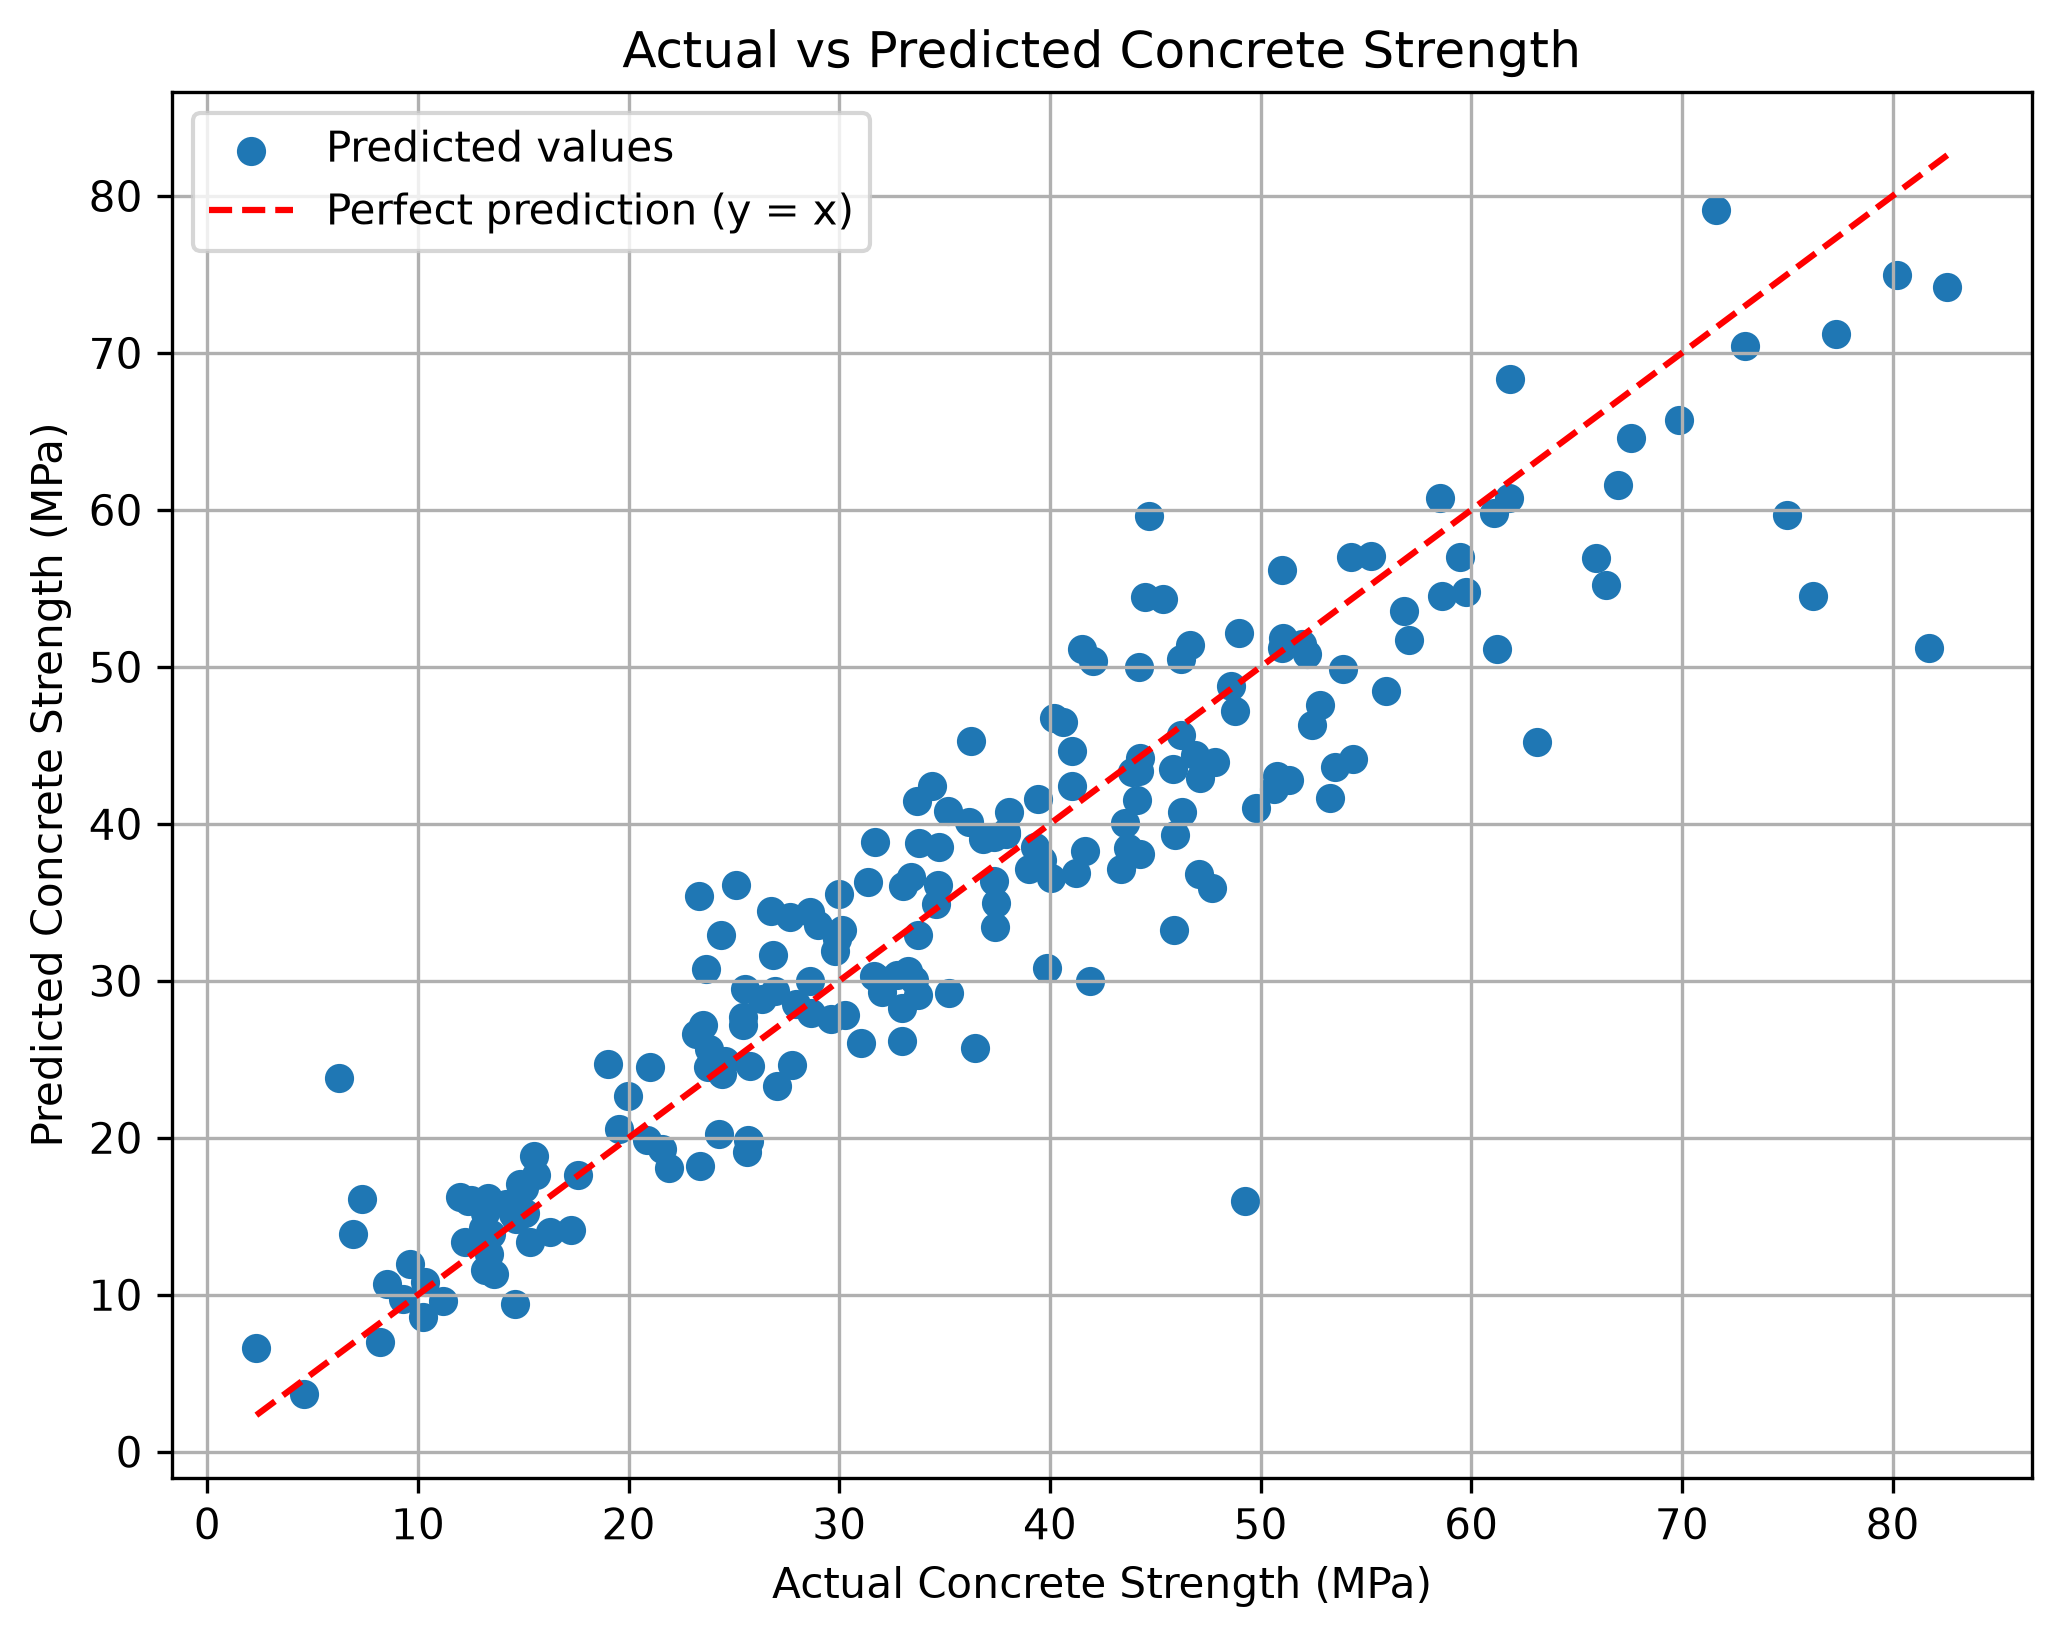 Actual vs Predicted Concrete Strength
Predicted values
Perfect prediction (y = x)
Predicted Concrete Strength (MPa)
80
70
60
50
40
30
20
10
0
0 10 20 30 40 50 60 70 80
Actual Concrete Strength (MPa)